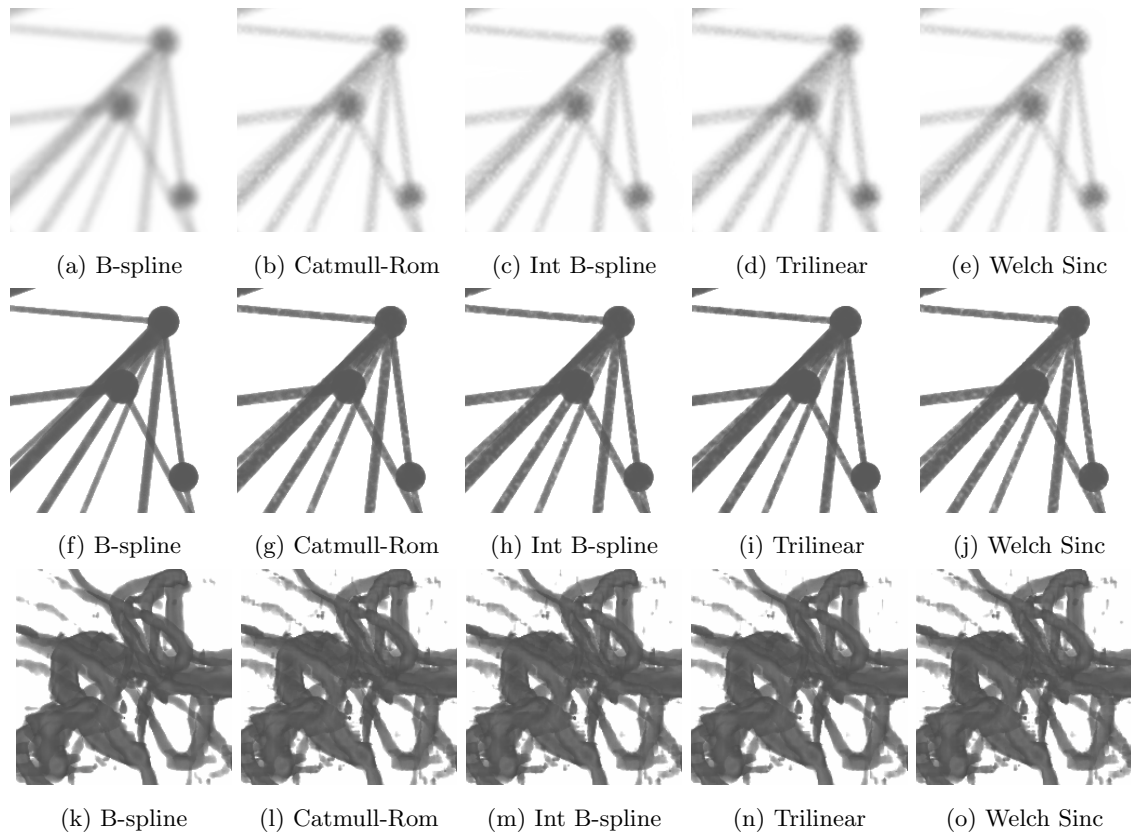 (a) B-spline (b) Catmull-Rom (c) Int B-spline (d) Trilinear (e) Welch Sinc
(f) B-spline (g) Catmull-Rom (h) Int B-spline (i) Trilinear (j) Welch Sinc
(k) B-spline (l) Catmull-Rom (m) Int B-spline (n) Trilinear (o) Welch Sinc